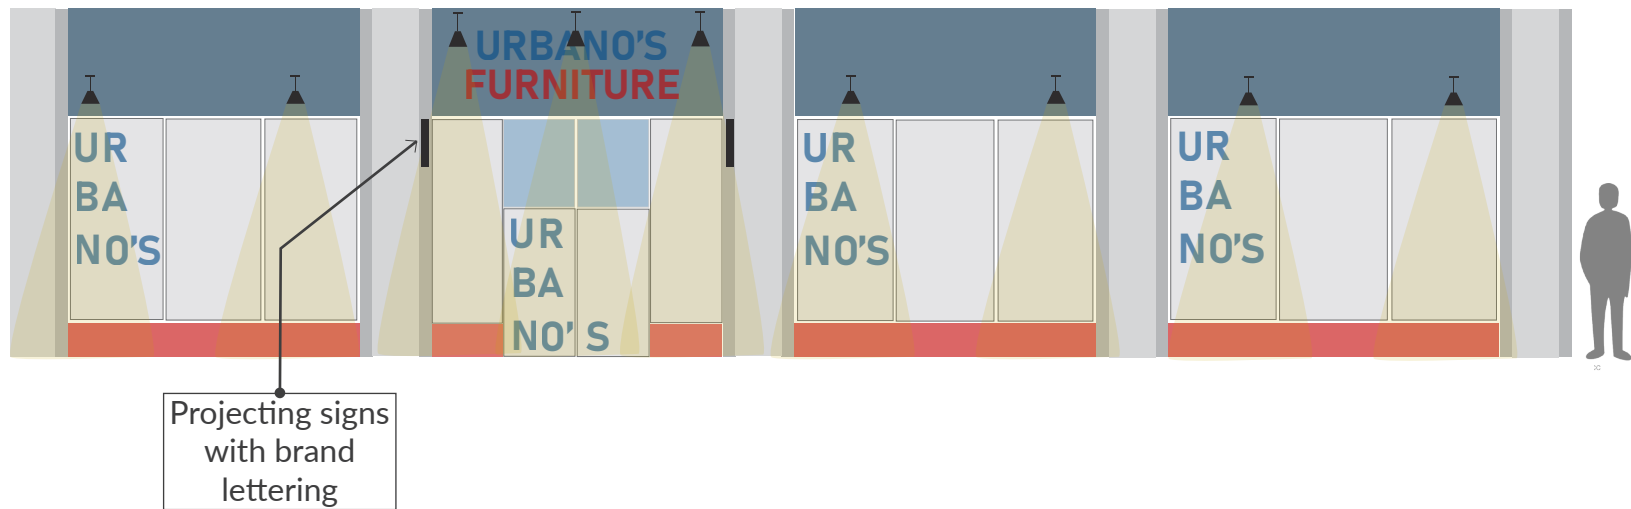 URBANO'S
FURNITURE
UR
BA
NO'S
UR
BA
NO' S
UR
BA
NO'S
UR
BA
NO'S
Projecting signs
with brand
lettering